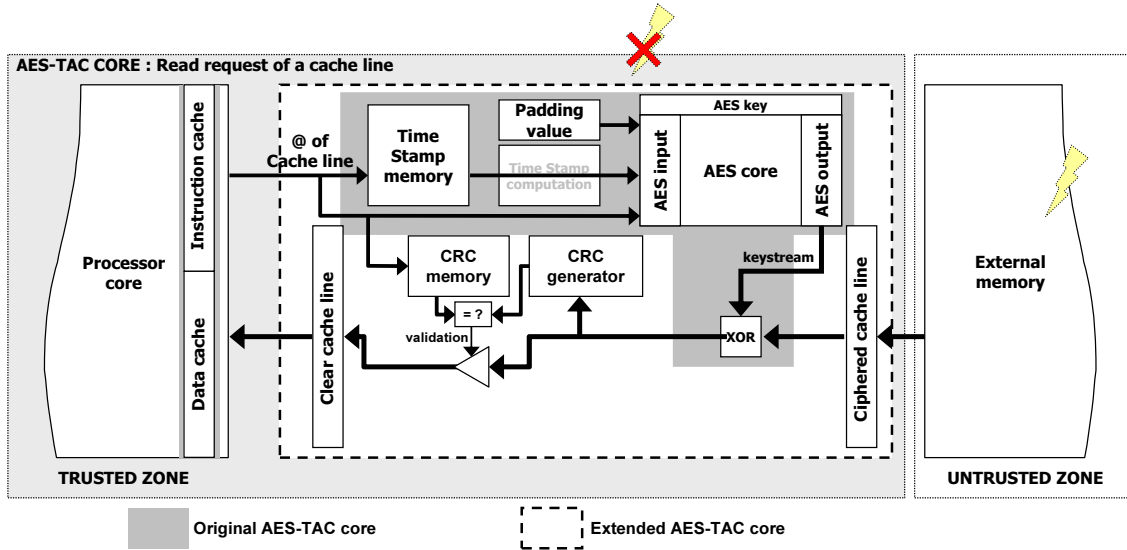 AES-TAC CORE : Read request of a cache line
Processor
core
Instruction cache
Data cache
@ of
Cache line
Time
Stamp
memory
Padding
value
Time Stamp
computation
AES key
AES input
AES core
AES output
Clear cache line
CRC
memory
CRC
generator
= ?
validation
keystream
XOR
Ciphered cache line
External
memory
TRUSTED ZONE
UNTRUSTED ZONE
Original AES-TAC core
Extended AES-TAC core